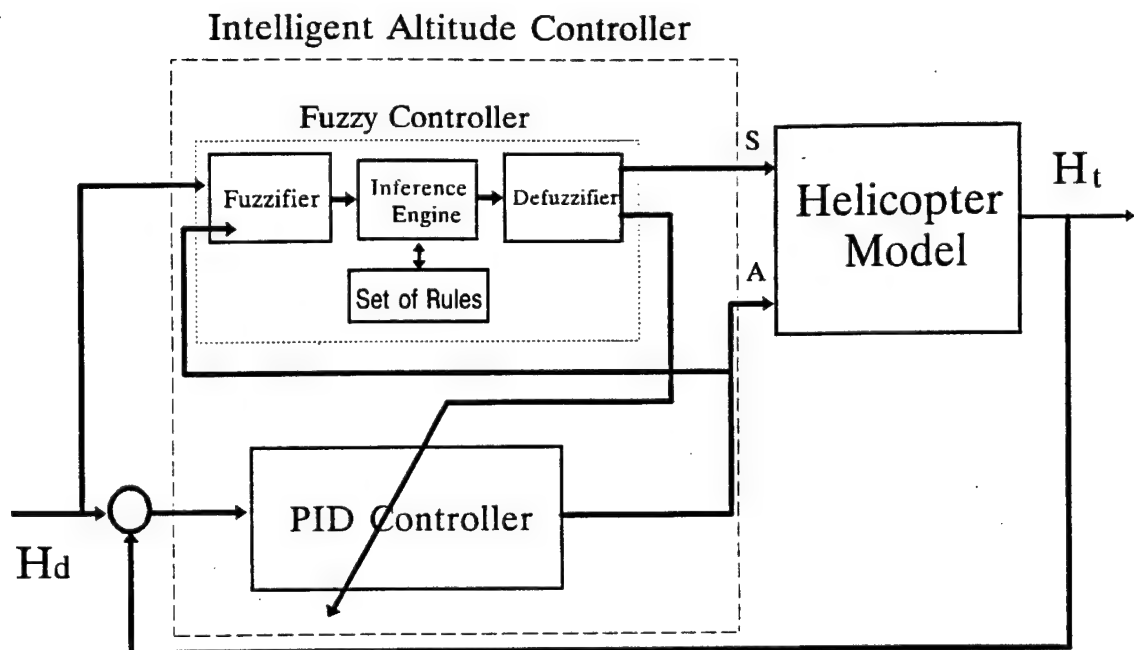 Intelligent Altitude Controller
Fuzzy Controller
Fuzzifier
Inference
Engine
Defuzzifier
Set of Rules
S
A
Helicopter
Model
Ht
PID Controller
Hd